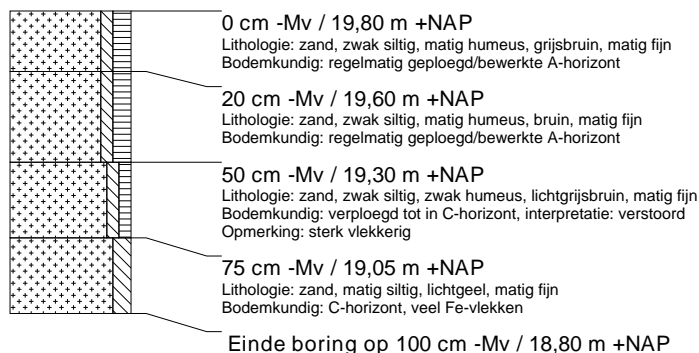 0 cm -Mv / 19,80 m +NAP
Lithologie: zand, zwak siltig, matig humeus, grijsbruin, matig fijn
Bodemkundig: regelmatig geploegd/bewerkte A-horizont
20 cm -Mv / 19,60 m +NAP
Lithologie: zand, zwak siltig, matig humeus, bruin, matig fijn
Bodemkundig: regelmatig geploegd/bewerkte A-horizont
50 cm -Mv / 19,30 m +NAP
Lithologie: zand, zwak siltig, zwak humeus, lichtgrijsbruin, matig fijn
Bodemkundig: verploegd tot in C-horizont, interpretatie: verstoord
Opmerking: sterk vlekkerig
75 cm -Mv / 19,05 m +NAP
Lithologie: zand, matig siltig, lichtgeel, matig fijn
Bodemkundig: C-horizont, veel Fe-vlekken
Einde boring op 100 cm -Mv / 18,80 m +NAP